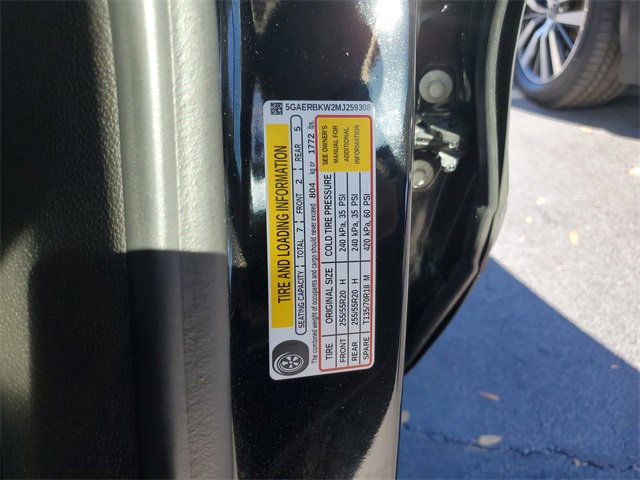 5GAERBKW2MJ259308
TIRE AND LOADING INFORMATION
SEATING CAPACITY TOTAL 7 FRONT 2 REAR 5
The combined weight of occupants and cargo should never exceed 804 kg or 1772 lbs.
TIRE ORIGINAL SIZE COLD TIRE PRESSURE
FRONT 255/55R20 H 240 kPa, 35 PSI
REAR 255/55R20 H 240 kPa, 35 PSI
SPARE T135/70R18 M 420 kPa, 60 PSI
SEE OWNER'S
MANUAL FOR
ADDITIONAL
INFORMATION